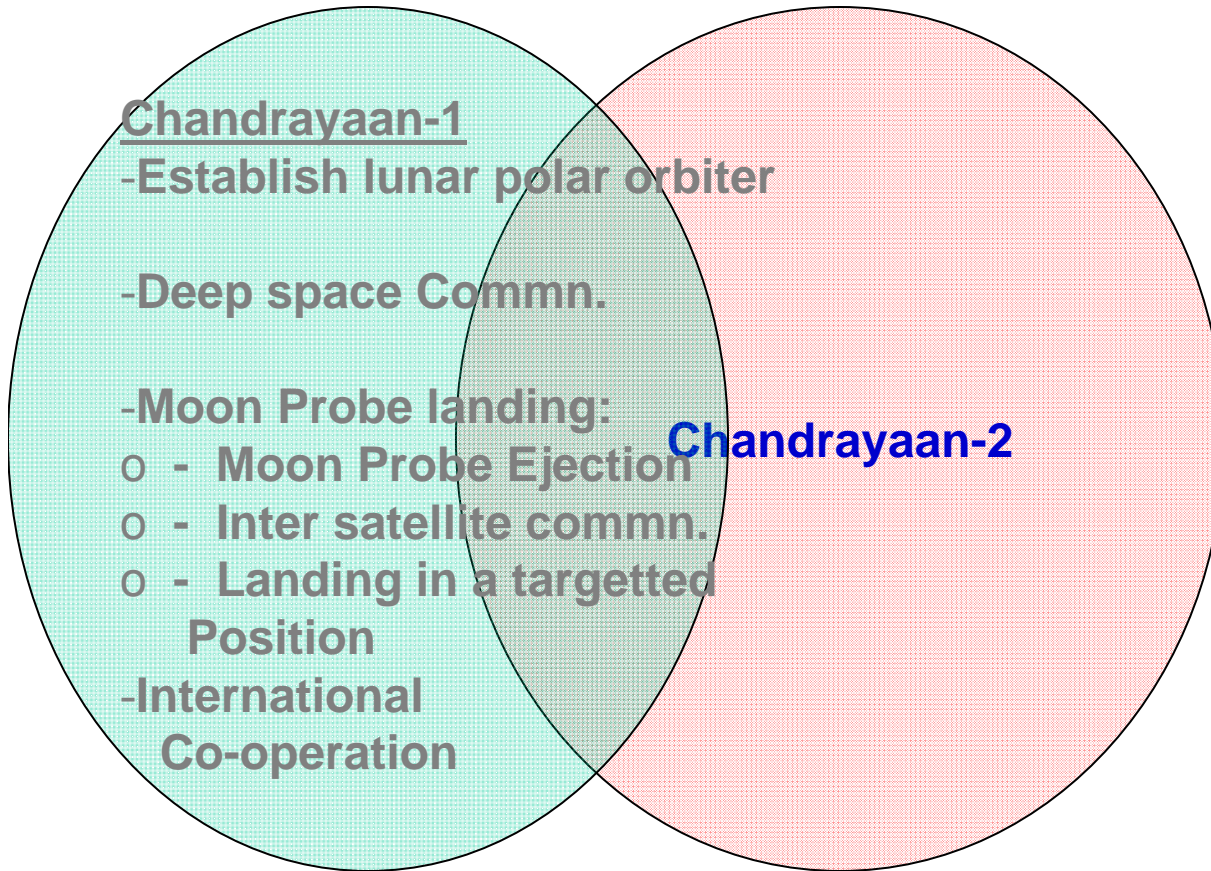 Chandrayaan-1
-Establish lunar polar orbiter
-Deep space Commn.
-Moon Probe landing:
o - Moon Probe Ejection
Chandrayaan-2
o - Inter satellite commn.
o - Landing in a targetted
Position
-International
Co-operation